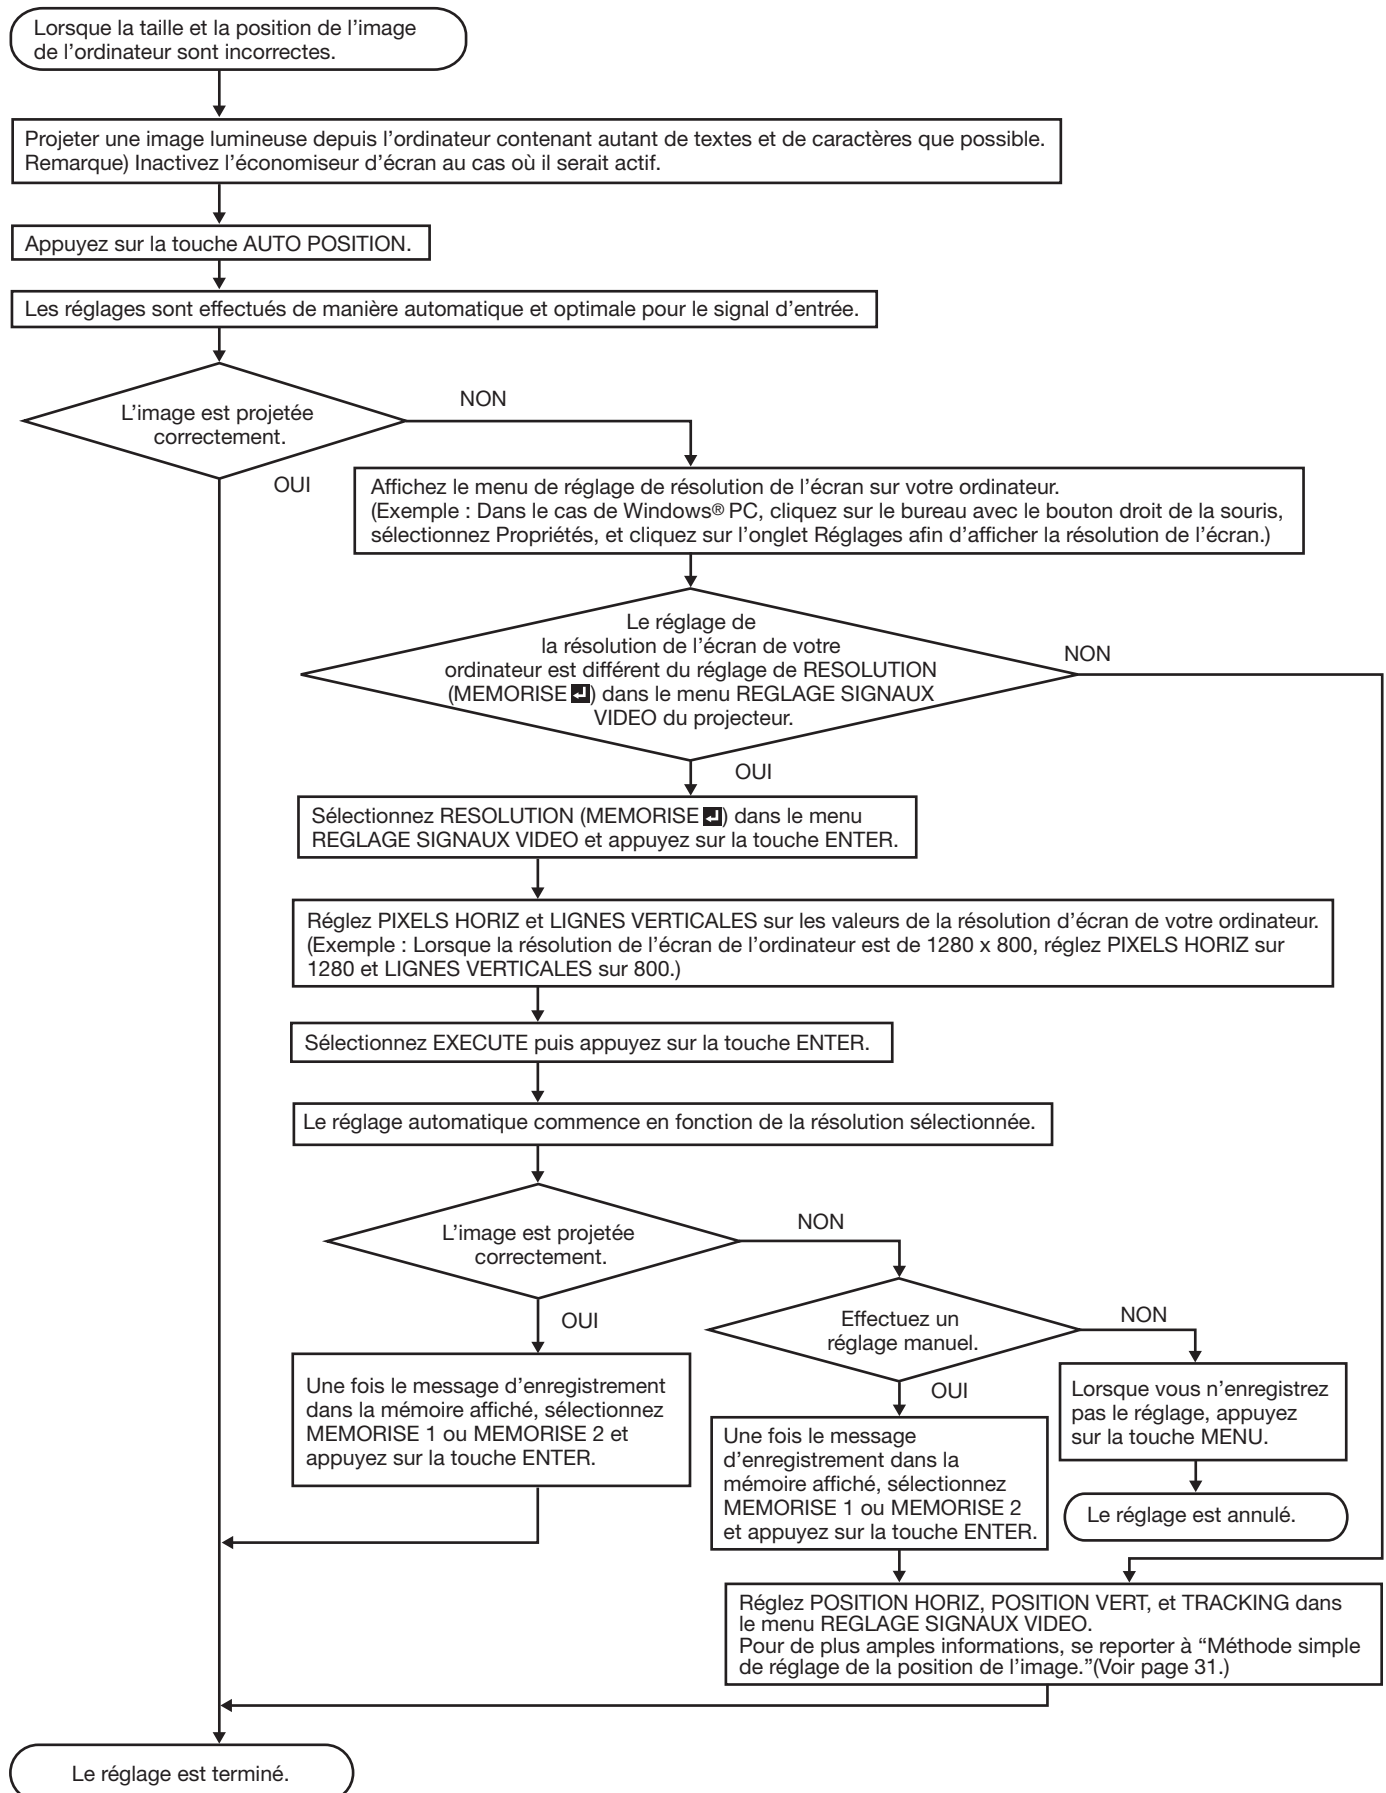 Lorsque la taille et la position de l’image
de l’ordinateur sont incorrectes.
Projeter une image lumineuse depuis l’ordinateur contenant autant de textes et de caractères que possible.
Remarque) Inactivez l’économiseur d’écran au cas où il serait actif.
Appuyez sur la touche AUTO POSITION.
Les réglages sont effectués de manière automatique et optimale pour le signal d’entrée.
L’image est projetée
correctement.
NON
OUI
Affichez le menu de réglage de résolution de l’écran sur votre ordinateur.
(Exemple : Dans le cas de Windows® PC, cliquez sur le bureau avec le bouton droit de la souris,
sélectionnez Propriétés, et cliquez sur l’onglet Réglages afin d’afficher la résolution de l’écran.)
Le réglage de
la résolution de l’écran de votre
ordinateur est différent du réglage de RESOLUTION
(MEMORISE ↵) dans le menu REGLAGE SIGNAUX
VIDEO du projecteur.
NON
OUI
Sélectionnez RESOLUTION (MEMORISE ↵) dans le menu
REGLAGE SIGNAUX VIDEO et appuyez sur la touche ENTER.
Réglez PIXELS HORIZ et LIGNES VERTICALES sur les valeurs de la résolution d’écran de votre ordinateur.
(Exemple : Lorsque la résolution de l’écran de l’ordinateur est de 1280 x 800, réglez PIXELS HORIZ sur
1280 et LIGNES VERTICALES sur 800.)
Sélectionnez EXECUTE puis appuyez sur la touche ENTER.
Le réglage automatique commence en fonction de la résolution sélectionnée.
L’image est projetée
correctement.
NON
OUI
Effectuez un
réglage manuel.
NON
OUI
Une fois le message d’enregistrement
dans la mémoire affiché, sélectionnez
MEMORISE 1 ou MEMORISE 2 et
appuyez sur la touche ENTER.
Une fois le message
d’enregistrement dans la
mémoire affiché, sélectionnez
MEMORISE 1 ou MEMORISE 2
et appuyez sur la touche ENTER.
Lorsque vous n’enregistrez
pas le réglage, appuyez
sur la touche MENU.
Le réglage est annulé.
Réglez POSITION HORIZ, POSITION VERT, et TRACKING dans
le menu REGLAGE SIGNAUX VIDEO.
Pour de plus amples informations, se reporter à “Méthode simple
de réglage de la position de l’image.”(Voir page 31.)
Le réglage est terminé.